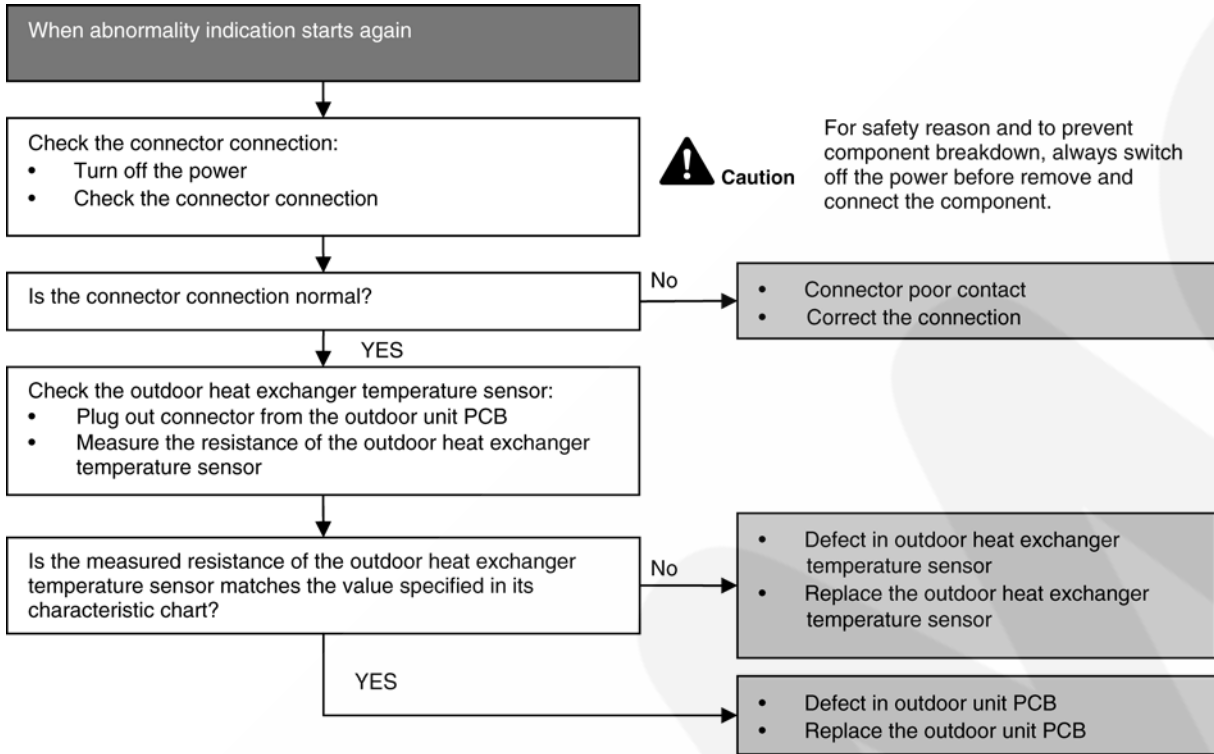 When abnormality indication starts again
Check the connector connection:
• Turn off the power
• Check the connector connection
Caution
For safety reason and to prevent
component breakdown, always switch
off the power before remove and
connect the component.
Is the connector connection normal?
No
• Connector poor contact
• Correct the connection
YES
Check the outdoor heat exchanger temperature sensor:
• Plug out connector from the outdoor unit PCB
• Measure the resistance of the outdoor heat exchanger
temperature sensor
Is the measured resistance of the outdoor heat exchanger
temperature sensor matches the value specified in its
characteristic chart?
No
• Defect in outdoor heat exchanger
temperature sensor
• Replace the outdoor heat exchanger
temperature sensor
YES
• Defect in outdoor unit PCB
• Replace the outdoor unit PCB